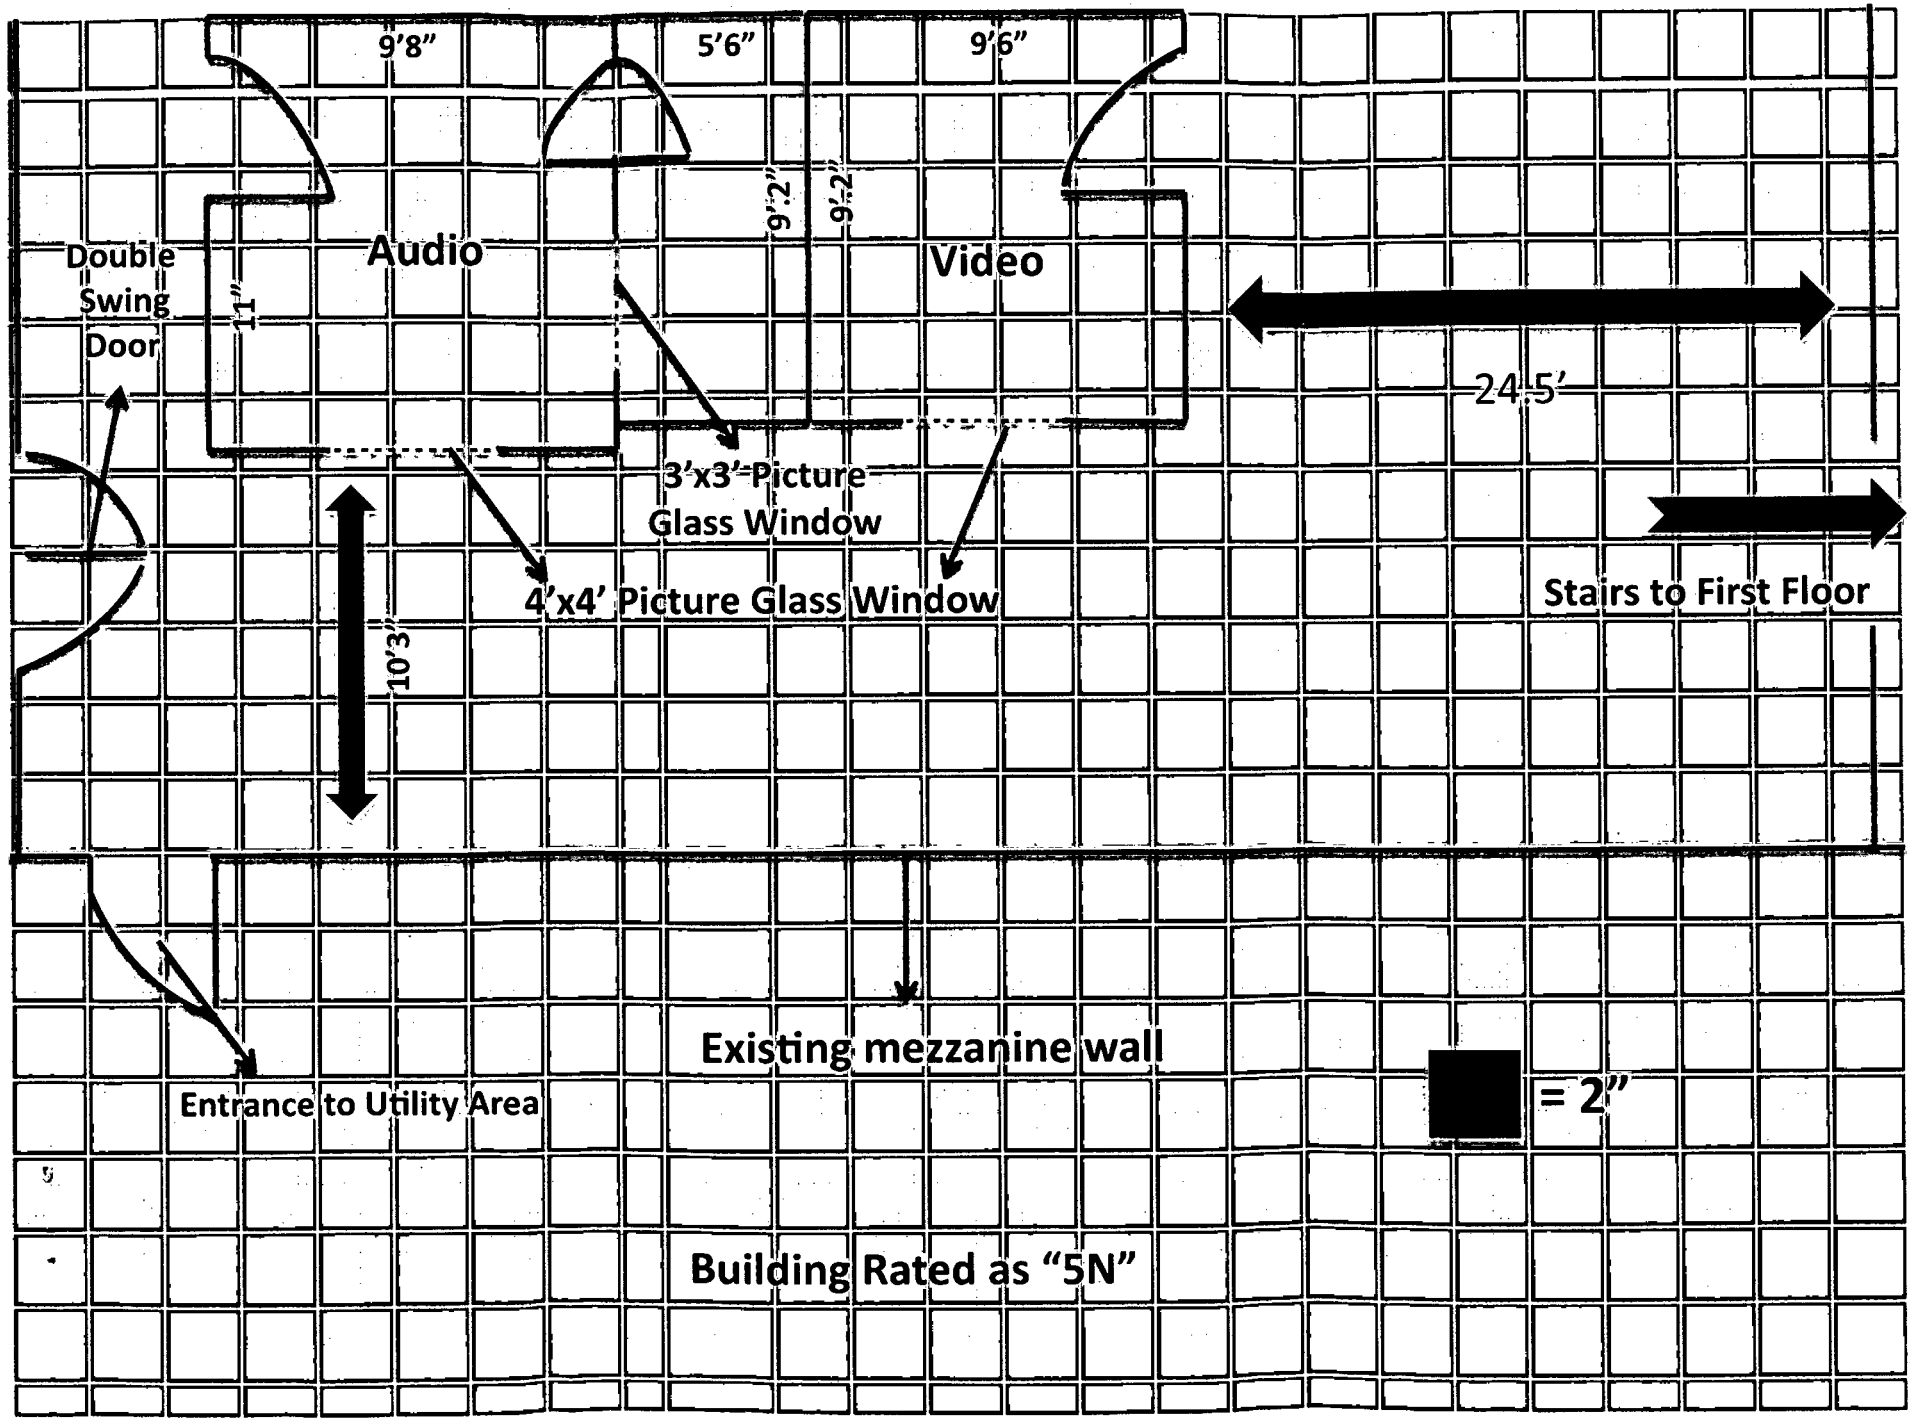 9’8”
5’6”
9’6”
9’.2”
9’.2”
Double
Swing
Door
Audio
11”
Video
24.5’
3’x3’ Picture
Glass Window
4’x4’ Picture Glass Window
Stairs to First Floor
10’3”
Existing mezzanine wall
Entrance to Utility Area
= 2”
Building Rated as “5N”